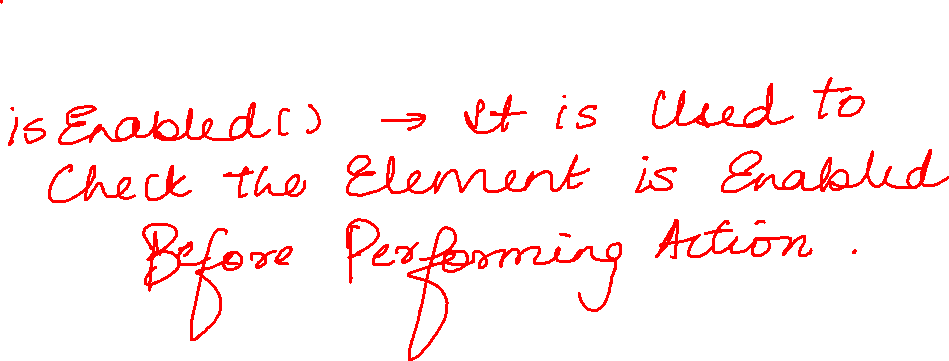 isEnabled() → It is Used to
Check the Element is Enabled
Before Performing Action.